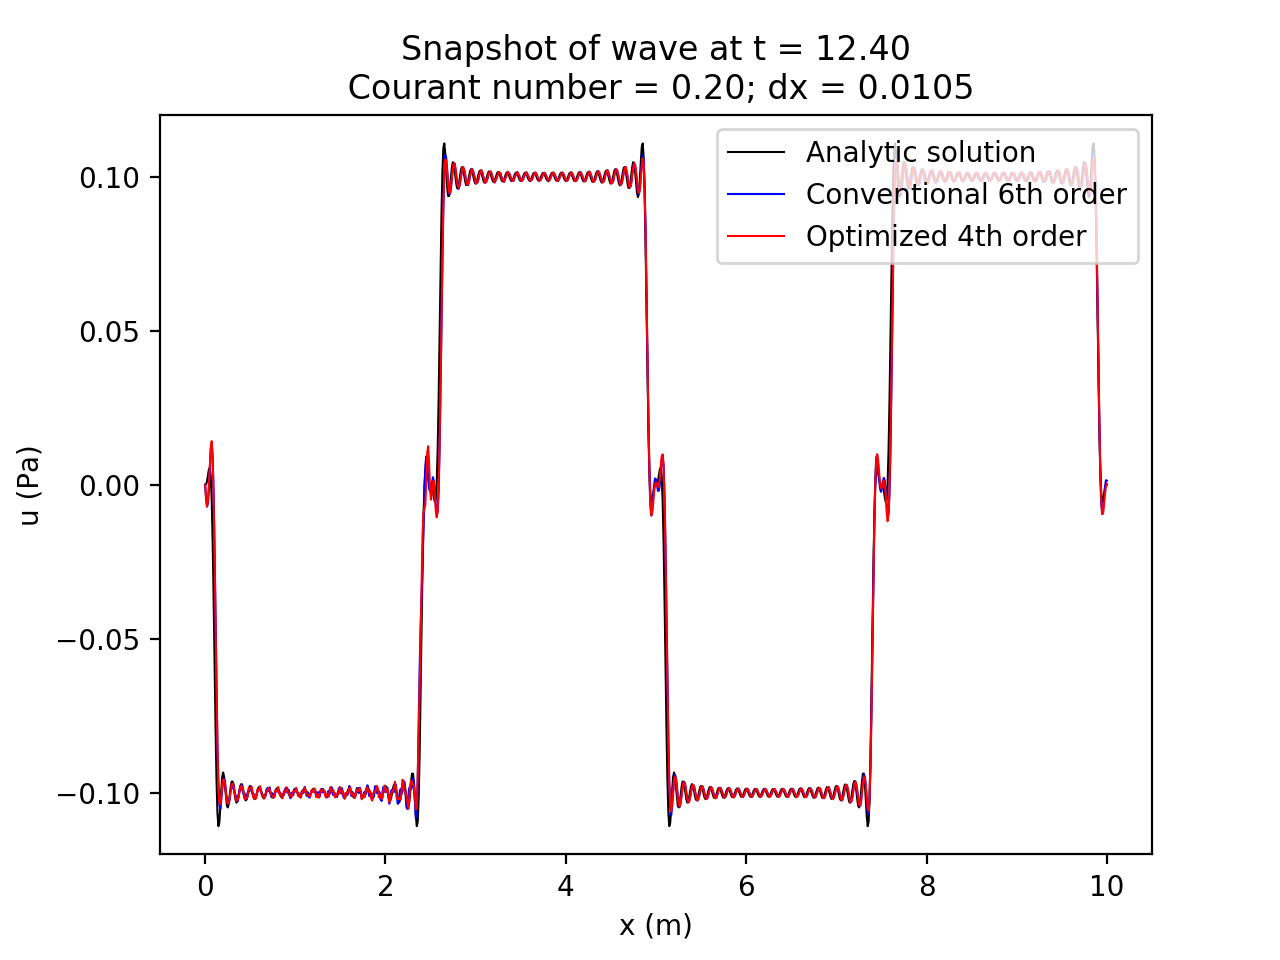 Snapshot of wave at t = 12.40
Courant number = 0.20; dx = 0.0105
Analytic solution
Conventional 6th order
Optimized 4th order
u (Pa)
0.10
0.05
0.00
−0.05
−0.10
0 2 4 6 8 10
x (m)